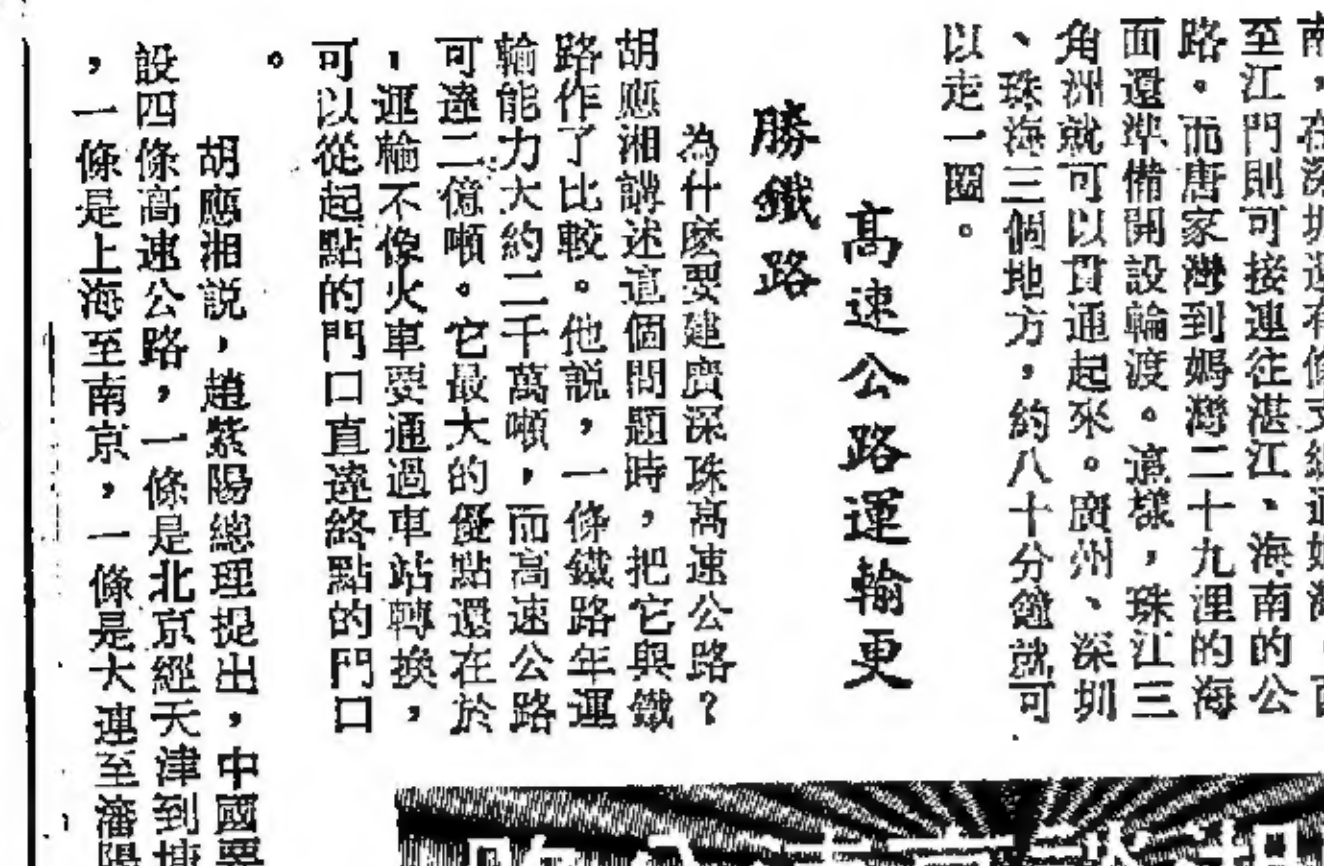 至江門則可接連往湛江、海南的公
路。而唐家灣到媽灣二十九浬的海
面還準備開設輪渡。這樣，珠江三
角洲就可以貫通起來。廣州、深圳
、珠海三個地方，約八十分鐘就可
以走一圈。
高速公路運輸更
勝鐵路
為什麼要建廣深珠高速公路？
胡應湘講述這個問題時，把它與鐵
路作了比較。他説，一條鐵路年運
輸能力大約二千萬噸，而高速公路
可達二億噸。它最大的優點還在於
，運輸不像火車要通過車站轉換，
可以從起點的門口直達終點的門口
。
胡應湘説，趙紫陽總理提出，中國要
設四條高速公路，一條是北京經天津到塘
，一條是上海至南京，一條是大連至瀋陽